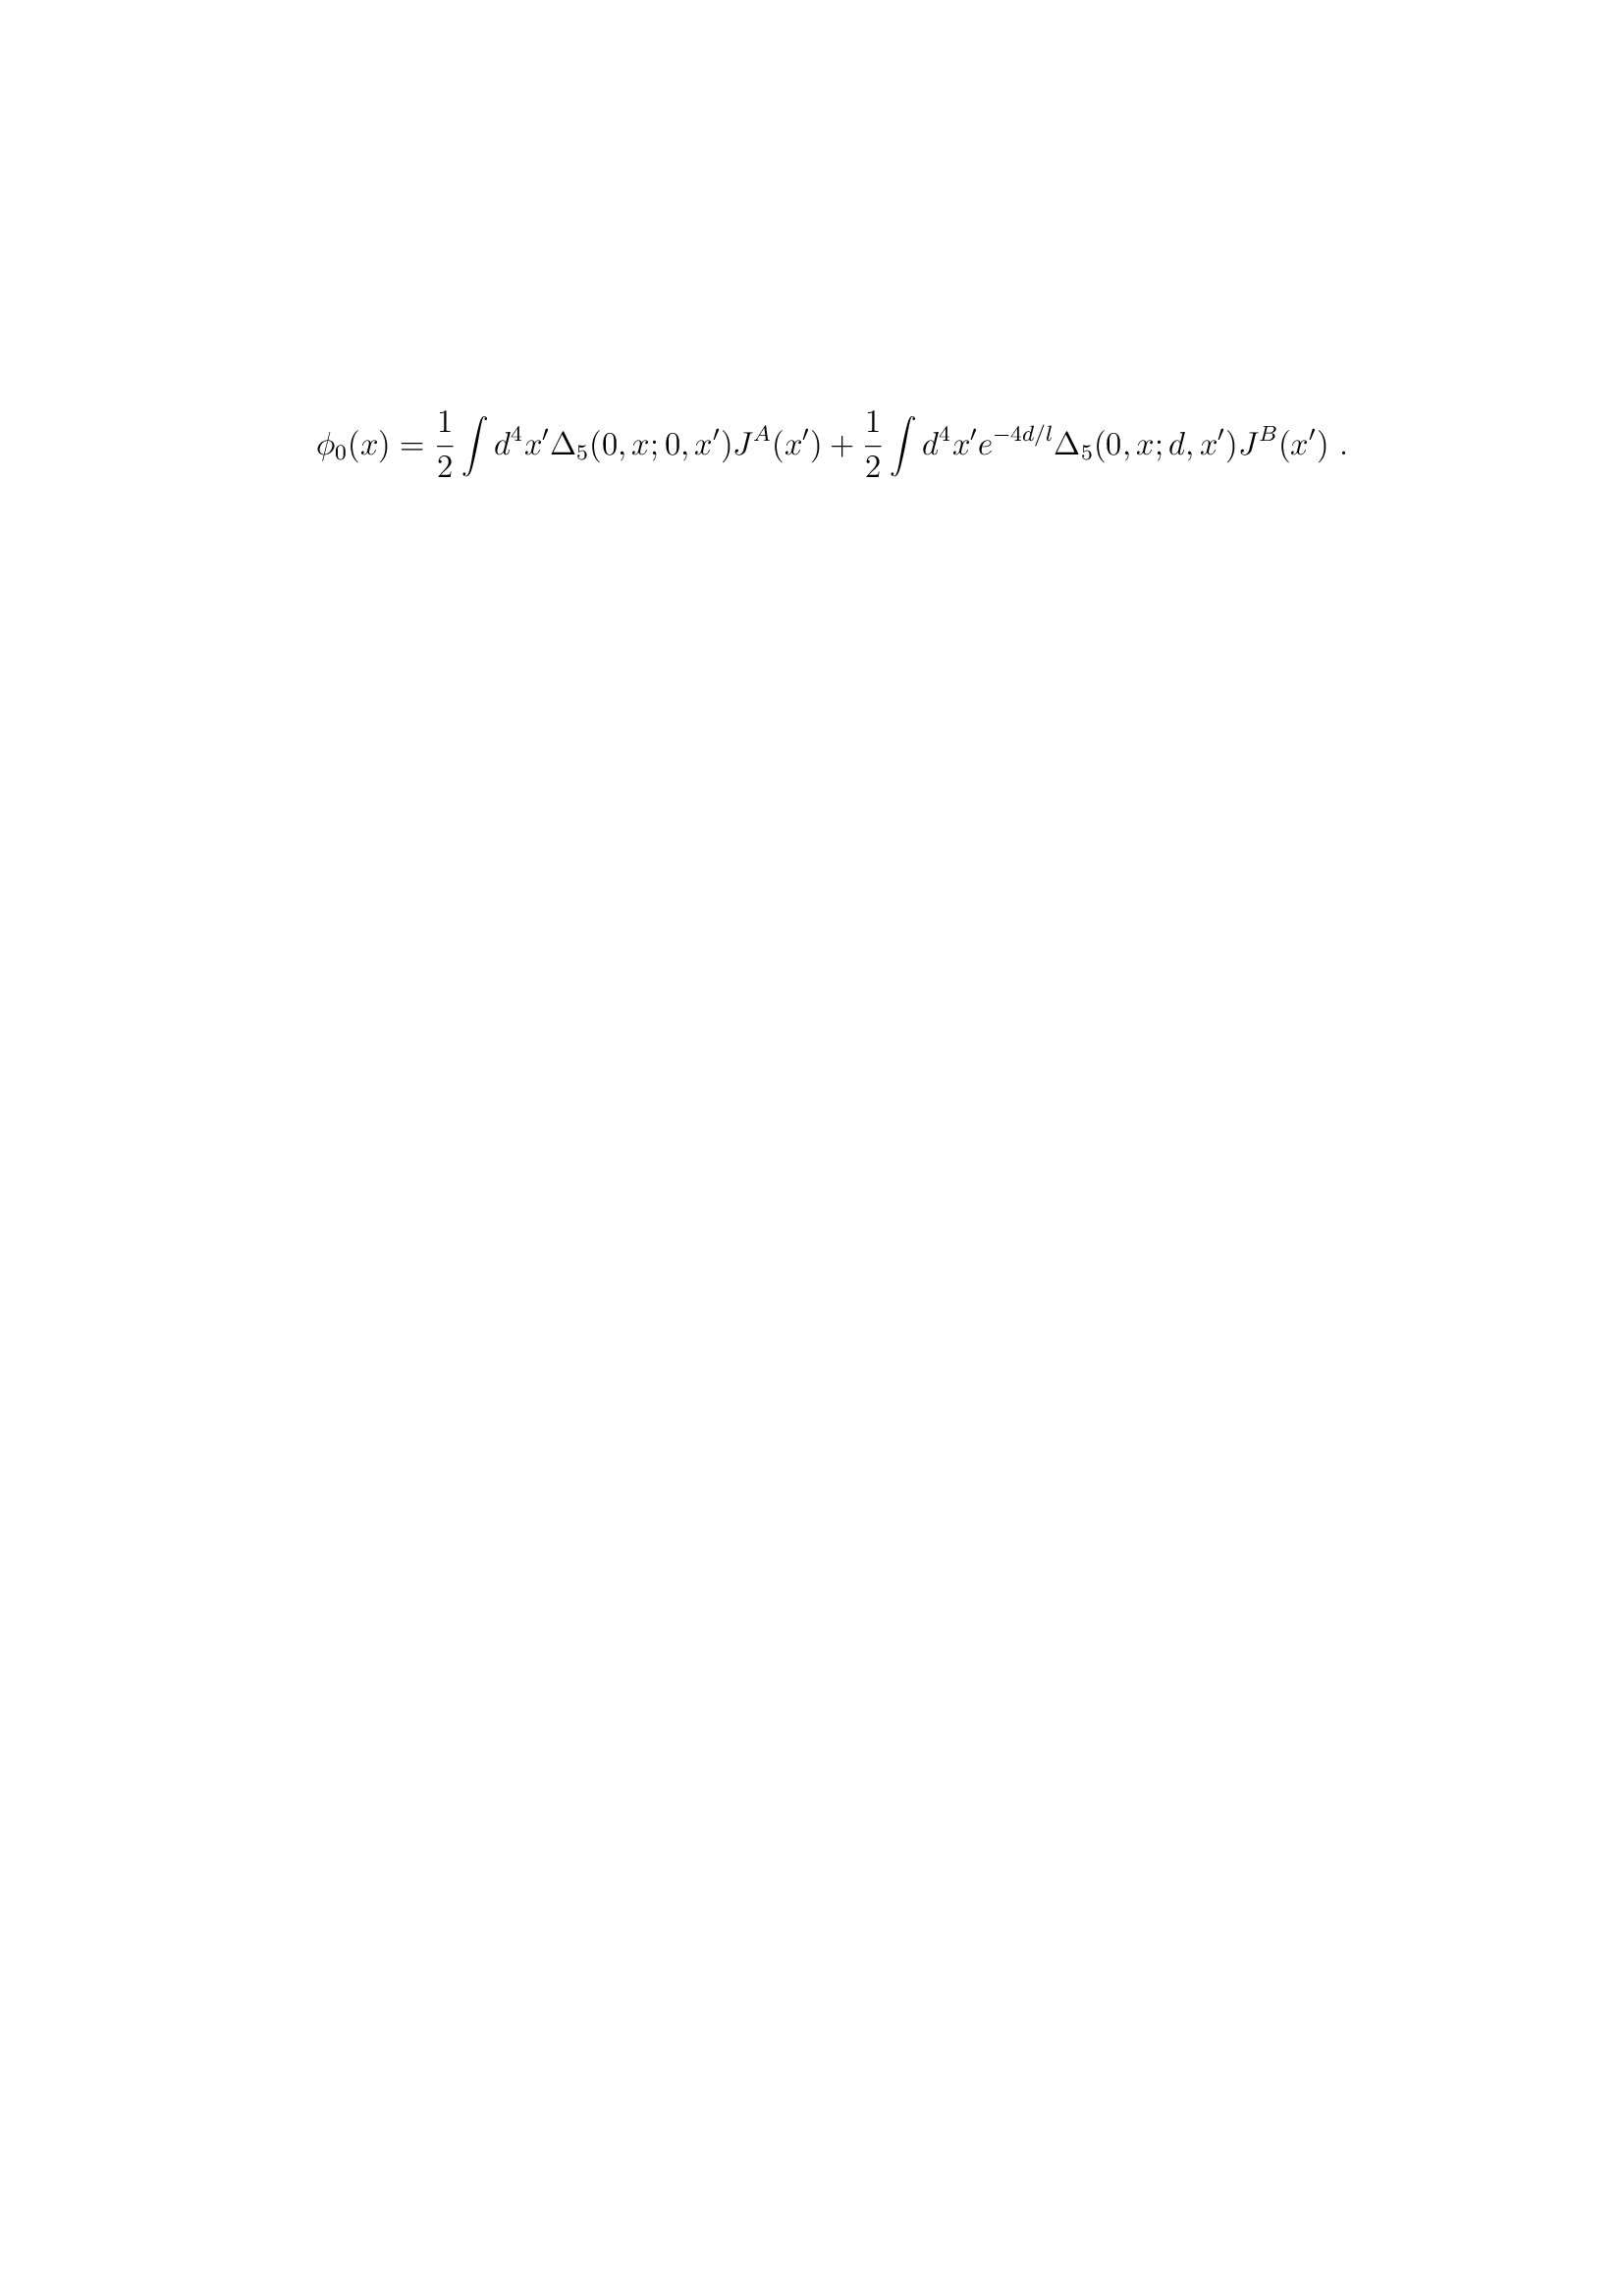 $\phi_0(x) = \frac{1}{2} \int d^4x' \Delta_5(0, x; 0, x') J^A(x') + \frac{1}{2} \int d^4x' e^{-4d/l} \Delta_5(0, x; d, x') J^B(x') \ .$